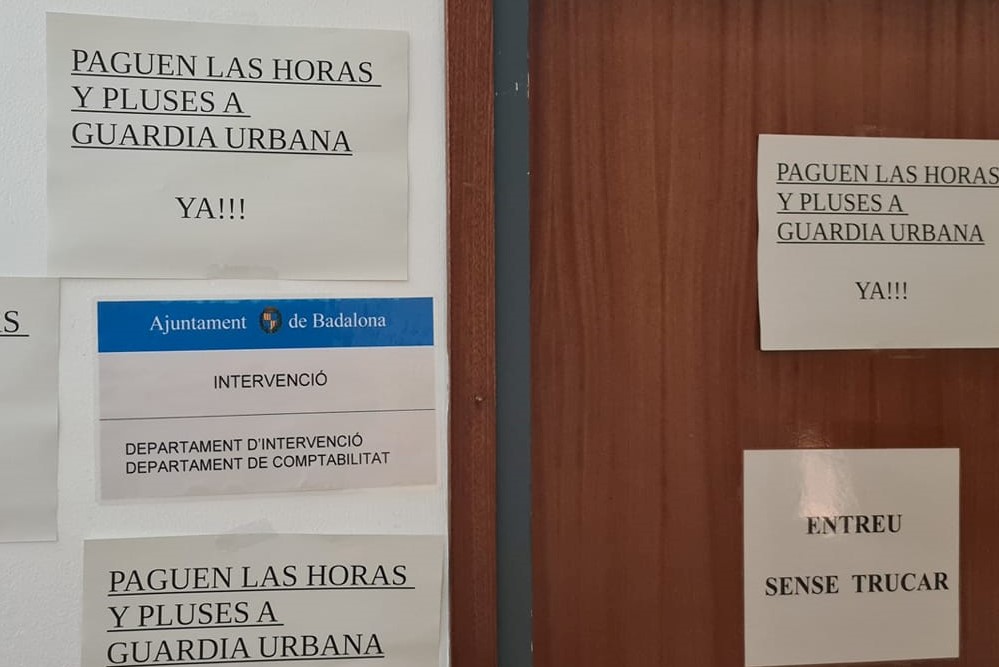 PAGUEN LAS HORAS
Y PLUSES A
GUARDIA URBANA
YA!!!
Ajuntament de Badalona
INTERVENCIÓ
DEPARTAMENT D'INTERVENCIÓ
DEPARTAMENT DE COMPTABILITAT
PAGUEN LAS HORAS
Y PLUSES A
GUARDIA URBANA
PAGUEN LAS HORAS
Y PLUSES A
GUARDIA URBANA
YA!!!
ENTREU
SENSE TRUCAR